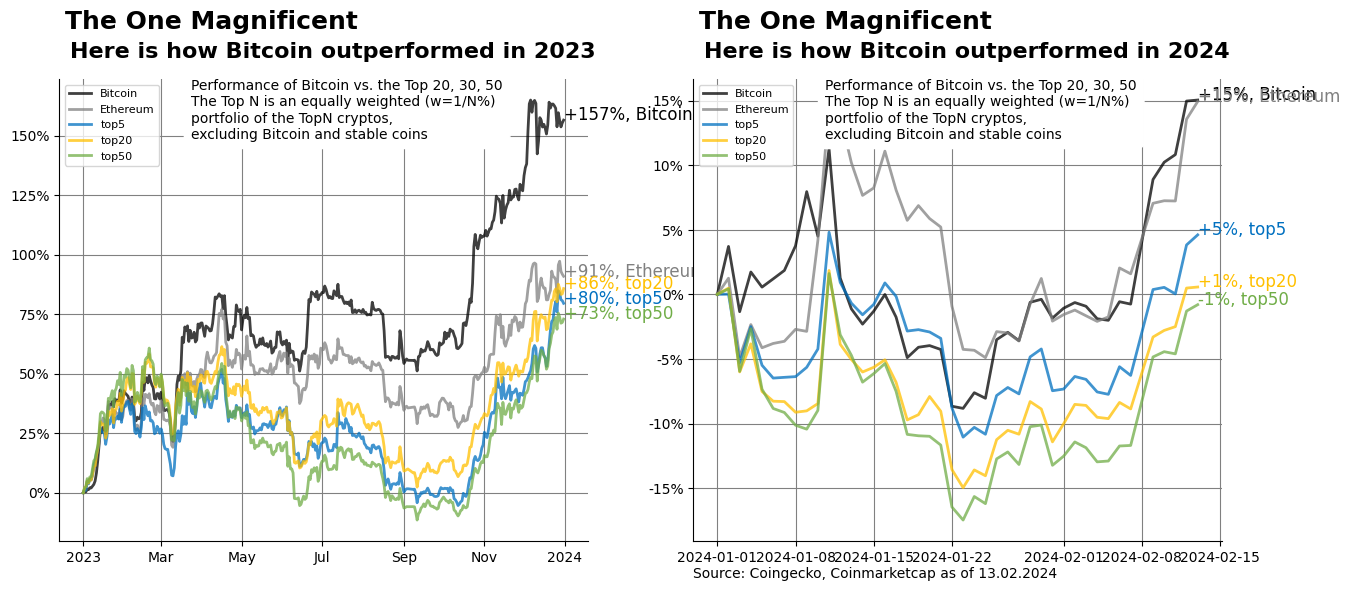 The One Magnificent
Here is how Bitcoin outperformed in 2023
Performance of Bitcoin vs. the Top 20, 30, 50
The Top N is an equally weighted (w=1/N%)
portfolio of the TopN cryptos,
excluding Bitcoin and stable coins
Bitcoin
Ethereum
top5
top20
top50
150%
125%
100%
75%
50%
25%
0%
+157%, Bitcoin
+91%, Ethereum
+86%, top20
+80%, top50
+73%, top50
2023
Mar
May
Jul
Sep
Nov
2024
The One Magnificent
Here is how Bitcoin outperformed in 2024
Performance of Bitcoin vs. the Top 20, 30, 50
The Top N is an equally weighted (w=1/N%)
portfolio of the TopN cryptos,
excluding Bitcoin and stable coins
Bitcoin
Ethereum
top5
top20
top50
15%
10%
5%
0%
-5%
-10%
-15%
+15%, Bitcoin
Ethereum
+5%, top5
+1%, top20
-1%, top50
2024-01-01
2024-01-08
2024-01-15
2024-01-22
2024-02-01
2024-02-08
2024-02-15
Source: Coingecko, Coinmarketcap as of 13.02.2024